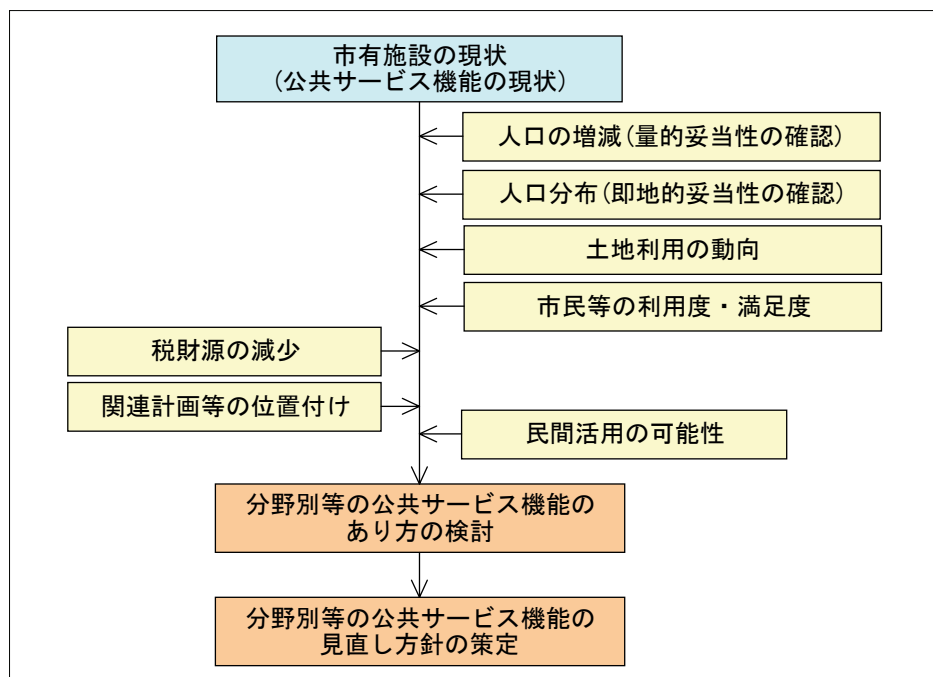 市有施設の現状
(公共サービス機能の現状)
人口の増減(量的妥当性の確認)
人口分布(即地的妥当性の確認)
土地利用の動向
市民等の利用度・満足度
税財源の減少
関連計画等の位置付け
民間活用の可能性
分野別等の公共サービス機能の
あり方の検討
分野別等の公共サービス機能の
見直し方針の策定